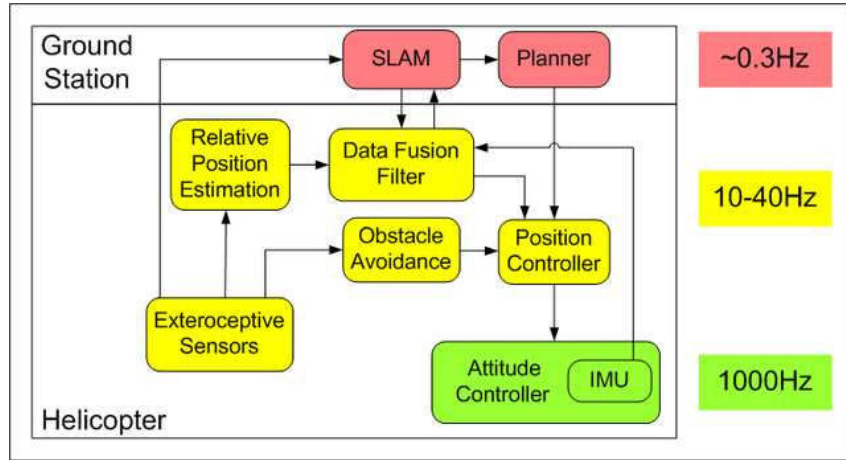 Ground
Station
SLAM
Planner
~0.3Hz
Relative
Position
Estimation
Data Fusion
Filter
10-40Hz
Obstacle
Avoidance
Position
Controller
Exteroceptive
Sensors
Attitude
Controller
IMU
1000Hz
Helicopter